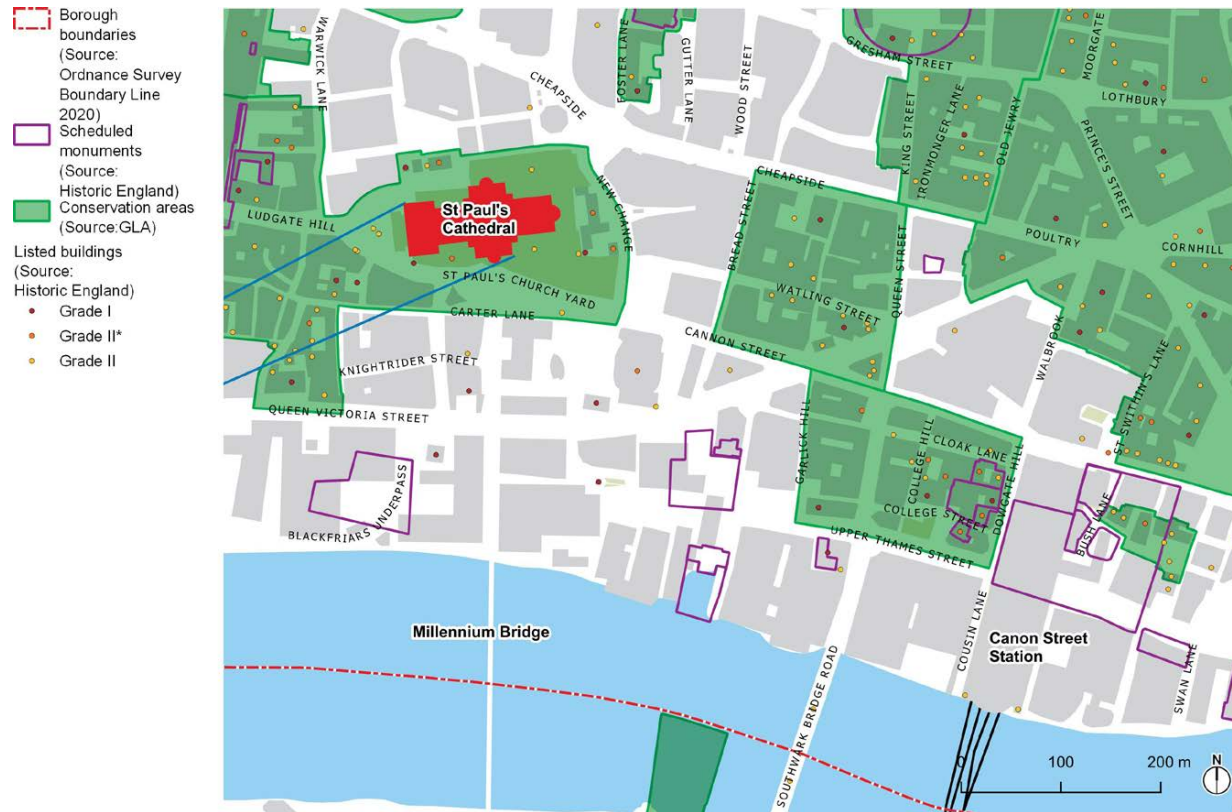 Borough
boundaries
(Source:
Ordnance Survey
Boundary Line
2020)
Scheduled
monuments
(Source:
Historic England)
Conservation areas
(Source:GLA)
Listed buildings
(Source:
Historic England)
Grade I
Grade II*
Grade II
WARWICK LANE
CHEAPSIDE
FOSTER LANE
GUTTER LANE
WOOD STREET
GRESHAM STREET
KING STREET
IRONMONGER LANE
OLD JEWRY
MOORGATE
LOTHBURY
PRINCE'S STREET
CHEAPSIDE
POULTRY
CORNHILL
LUDGATE HILL
St Paul's
Cathedral
NEW CHANGE
ST PAUL'S CHURCH YARD
CARTER LANE
BREAD STREET
WATLING STREET
QUEEN STREET
CANNON STREET
KNIGHTRIDER STREET
QUEEN VICTORIA STREET
WALBROOK
ST SWITHIN'S LANE
GARLICK HILL
COLLEGE HILL
CLOAK LANE
DOWGATE HILL
COLLEGE STREET
UPPER THAMES STREET
BLACKFRIARS UNDERPASS
BUSH LANE
Millennium Bridge
COUSIN LANE
Canon Street
Station
SWAN LANE
SOUTHWARK BRIDGE ROAD
0 100 200 m
N